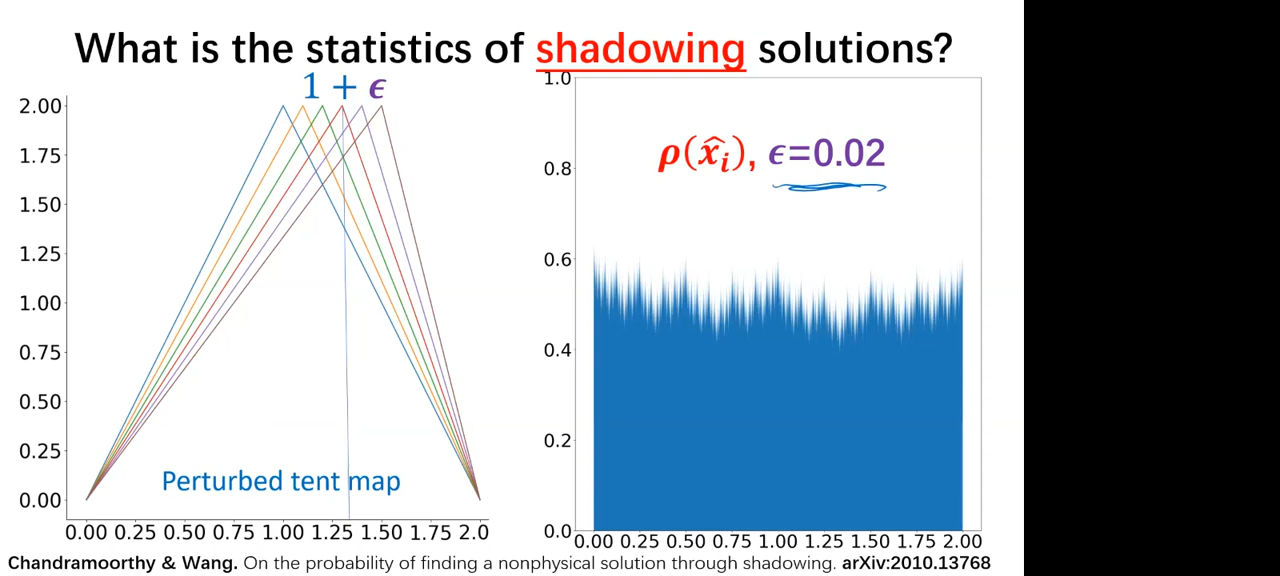 What is the statistics of shadowing solutions?
1 + ϵ
2.00
1.75
1.50
1.25
1.00
0.75
0.50
0.25
0.00
Perturbed tent map
0.00 0.25 0.50 0.75 1.00 1.25 1.50 1.75 2.0
1.0
0.8
0.6
0.4
0.2
0.0
ρ(x̂ᵢ), ϵ=0.02
0.00 0.25 0.50 0.75 1.00 1.25 1.50 1.75 2.00
Chandramoorthy & Wang. On the probability of finding a nonphysical solution through shadowing. arXiv:2010.13768